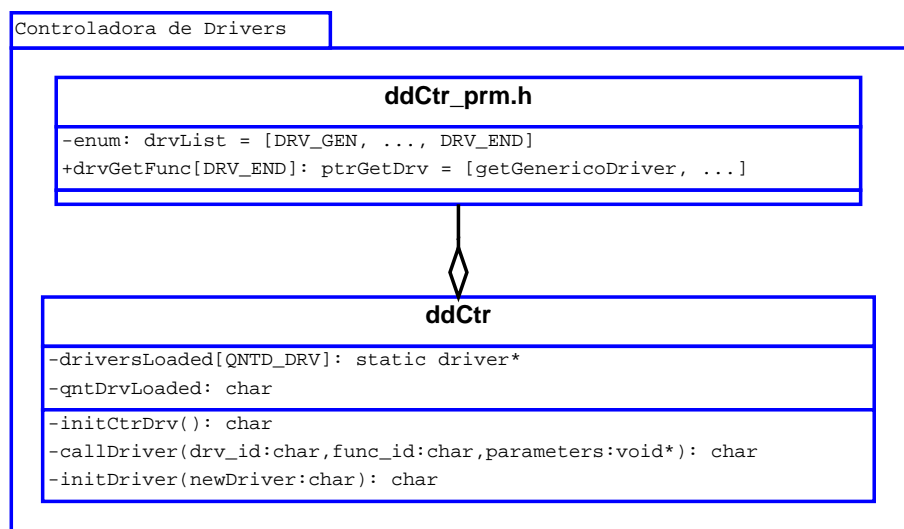 Controladora de Drivers
ddCtr_prm.h
-enum: drvList = [DRV_GEN, ..., DRV_END]
+drvGetFunc[DRV_END]: ptrGetDrv = [getGenericoDriver, ...]
ddCtr
-driversLoaded[QNTD_DRV]: static driver*
-qntDrvLoaded: char
-initCtrDrv(): char
-callDriver(drv_id:char,func_id:char,parameters:void*): char
-initDriver(newDriver:char): char